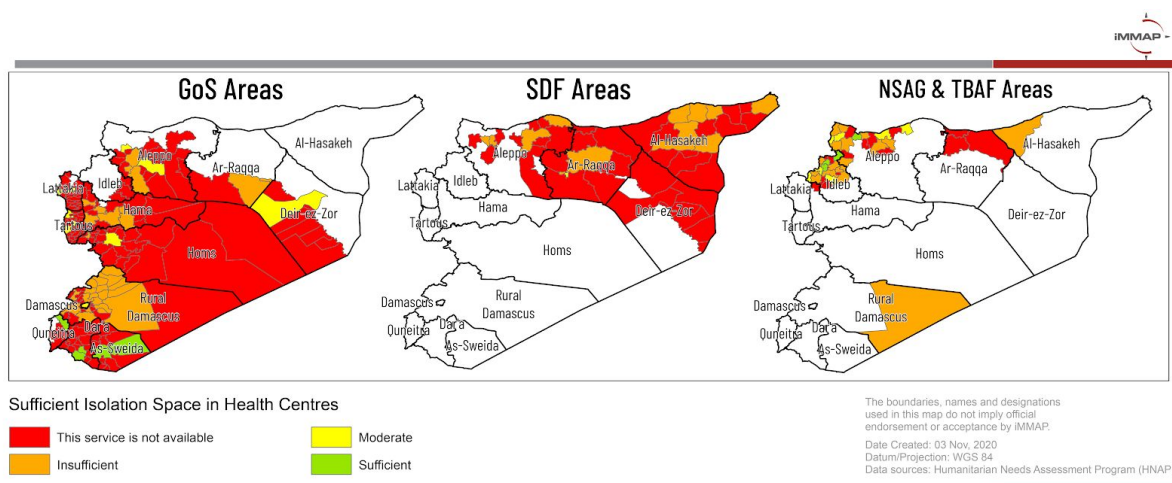 iMMAP
GoS Areas
SDF Areas
NSAG & TBAF Areas
Al-Hasakeh
Aleppo
Ar-Raqqa
Lattakia
Idleb
Deir-ez-Zor
Hama
Tartous
Homs
Rural
Damascus
Damascus
Quneitra
Dar'a
As-Sweida
Al-Hasakeh
Aleppo
Ar-Raqqa
Lattakia
Idleb
Hama
Deir-ez-Zor
Tartous
Homs
Damascus
Rural
Damascus
Quneitra
Dar'a
As-Sweida
Al-Hasakeh
Aleppo
Ar-Raqqa
Lattakia
Idleb
Hama
Deir-ez-Zor
Tartous
Homs
Damascus
Rural
Damascus
Quneitra
Dar'a
As-Sweida
Sufficient Isolation Space in Health Centres
This service is not available
Moderate
Insufficient
Sufficient
The boundaries, names and designations
used in this map do not imply official
endorsement or acceptance by iMMAP.
Date Created: 03 Nov, 2020
Datum/Projection: WGS 84
Data sources: Humanitarian Needs Assessment Program (HNAP